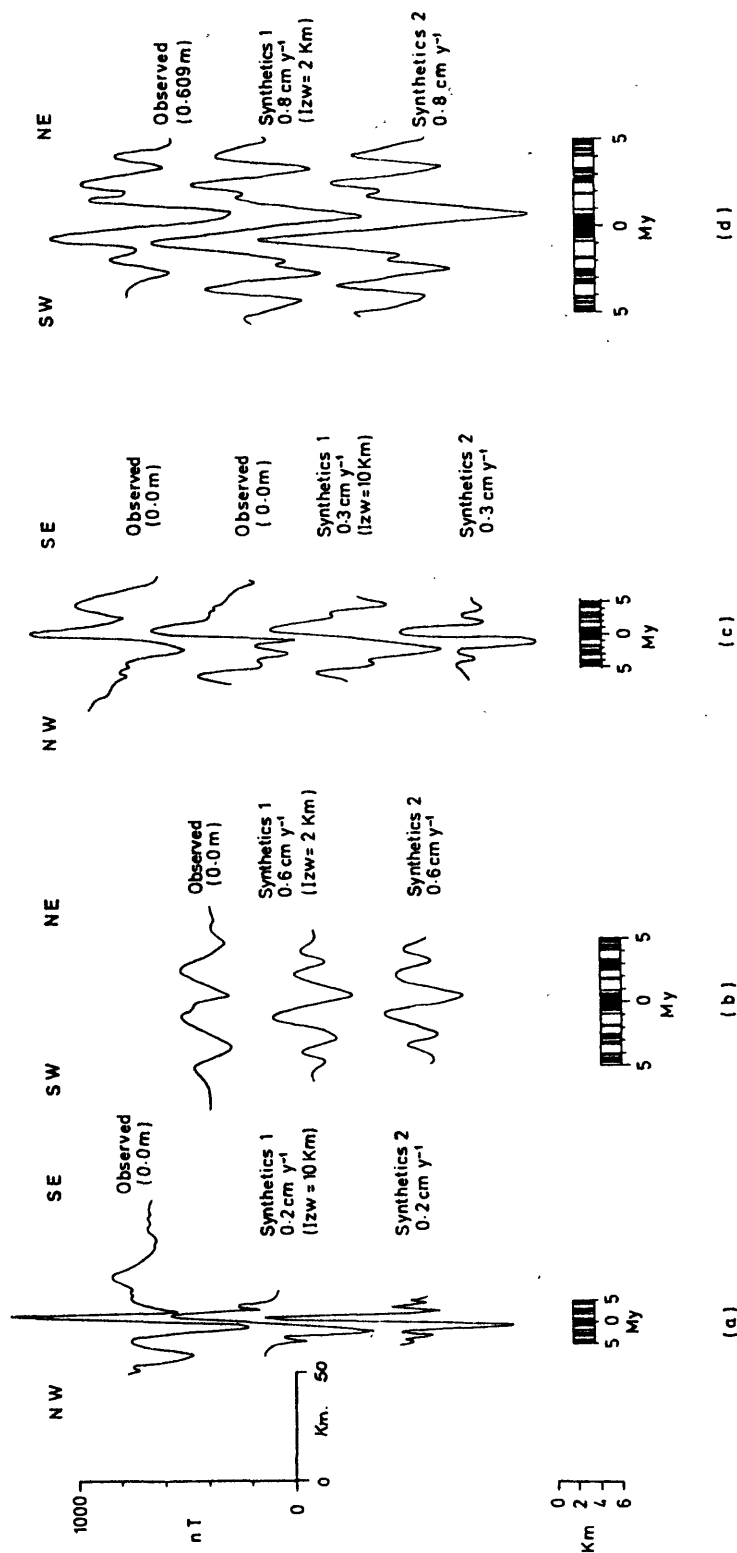 1000
nT
0
0
Km.
50
Km
0
2
4
6
NW
SE
Observed
(0.0m)
Synthetics 1
0.2 cm y⁻¹
(Izw = 10 Km)
Synthetics 2
0.2 cm y⁻¹
5 0 5
My
(a)
SW
NE
Observed
(0.0m)
Synthetics 1
0.6 cm y⁻¹
(Izw = 2 Km)
Synthetics 2
0.6 cm y⁻¹
5 0 5
My
(b)
NW
SE
Observed
(0.0m)
Observed
(0.0m)
Synthetics 1
0.3 cm y⁻¹
(Izw = 10 Km)
Synthetics 2
0.3 cm y⁻¹
5 0 5
My
(c)
SW
NE
Observed
(0.609m)
Synthetics 1
0.8 cm y⁻¹
(Izw = 2 Km)
Synthetics 2
0.8 cm y⁻¹
5 0 5
My
(d)